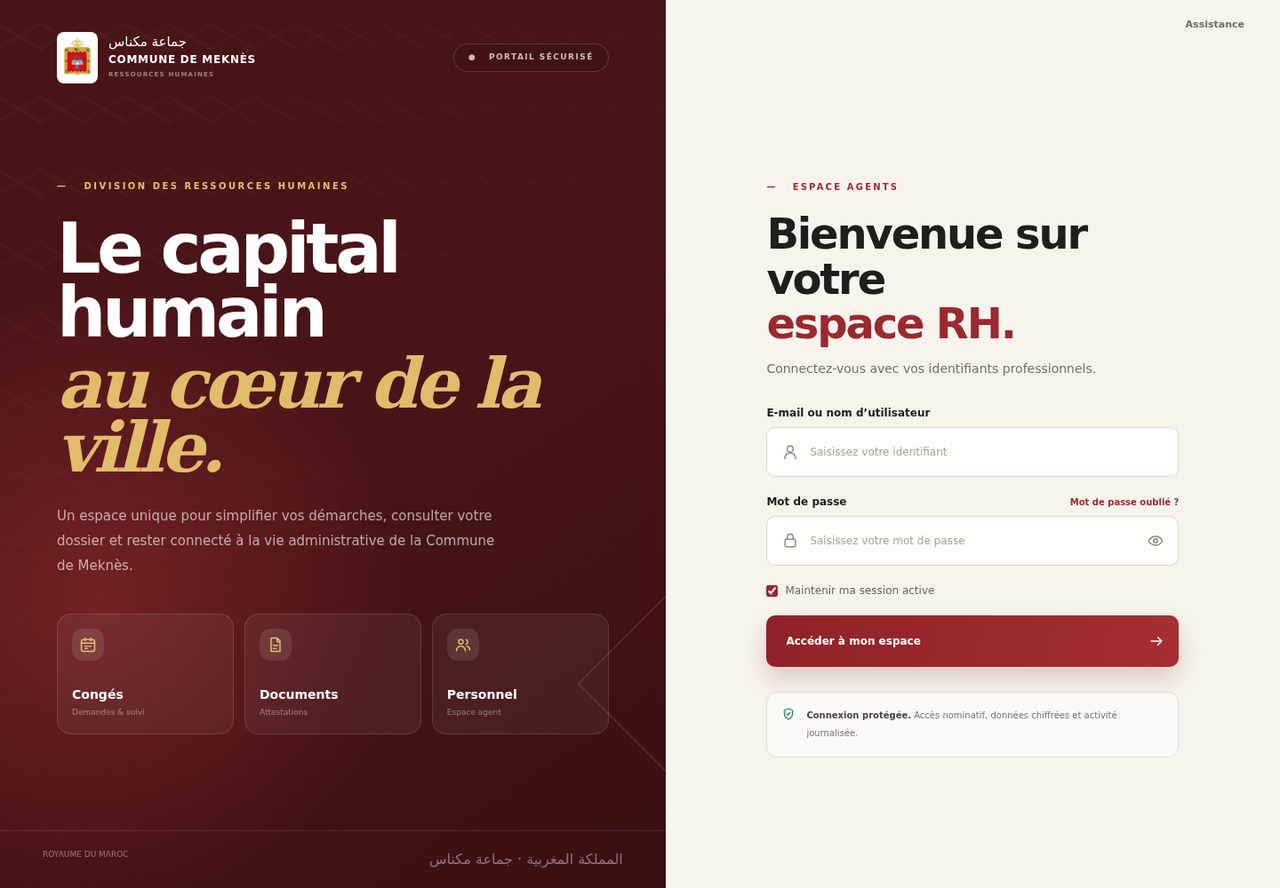 جماعة مكناس
COMMUNE DE MEKNÈS
RESSOURCES HUMAINES
PORTAIL SÉCURISÉ
— DIVISION DES RESSOURCES HUMAINES
Le capital
humain
au cœur de la
ville.
Un espace unique pour simplifier vos démarches, consulter votre
dossier et rester connecté à la vie administrative de la Commune
de Meknès.
Congés
Demandes & suivi
Documents
Attestations
Personnel
Espace agent
ROYAUME DU MAROC
المملكة المغربية · جماعة مكناس
Assistance
— ESPACE AGENTS
Bienvenue sur
votre
espace RH.
Connectez-vous avec vos identifiants professionnels.
E-mail ou nom d’utilisateur
Saisissez votre identifiant
Mot de passe
Mot de passe oublié ?
Saisissez votre mot de passe
Maintenir ma session active
Accéder à mon espace
Connexion protégée. Accès nominatif, données chiffrées et activité
journalisée.